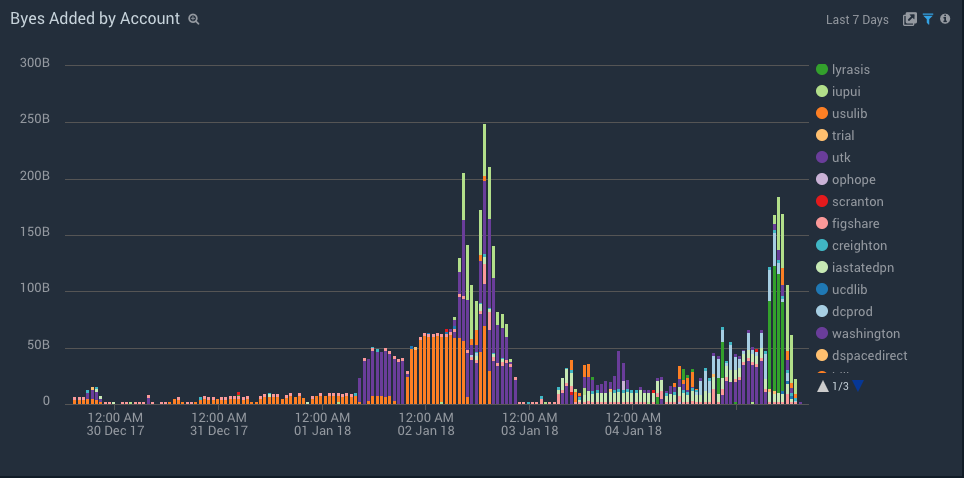 Byes Added by Account
Last 7 Days
300B
250B
200B
150B
100B
50B
0
12:00 AM
30 Dec 17
12:00 AM
31 Dec 17
12:00 AM
01 Jan 18
12:00 AM
02 Jan 18
12:00 AM
03 Jan 18
12:00 AM
04 Jan 18
lyrasis
iupui
usulib
trial
utk
ophope
scranton
figshare
creighton
iastatedpn
ucdlib
dcprod
washington
dspacedirect
1/3